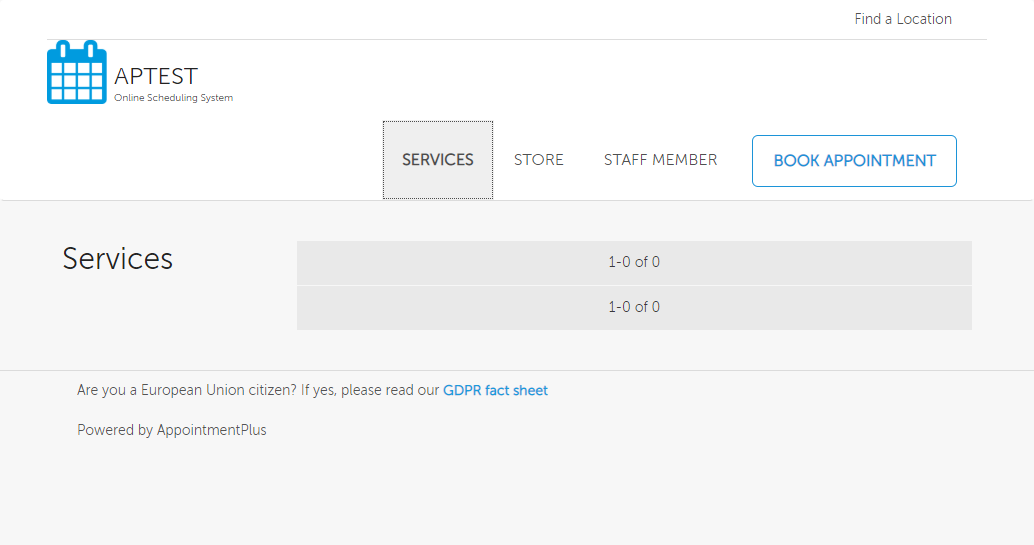 Find a Location
APTEST
Online Scheduling System
SERVICES STORE STAFF MEMBER BOOK APPOINTMENT
Services
1-0 of 0
1-0 of 0
Are you a European Union citizen? If yes, please read our GDPR fact sheet
Powered by AppointmentPlus